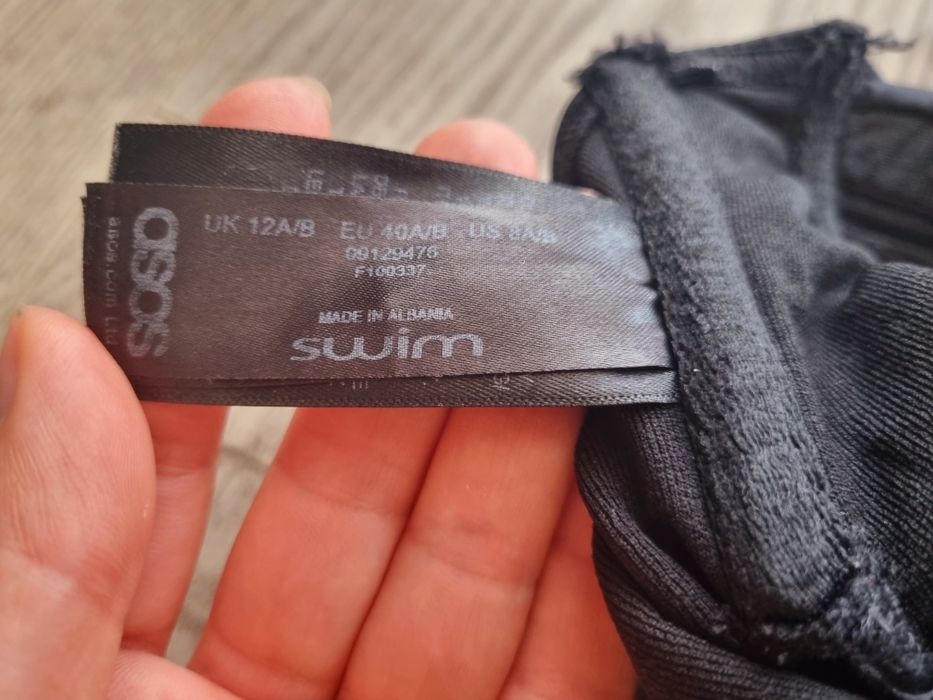 asos
asos.com Ltd
UK 12A/B EU 40A/B US 8A/B
09129476
F100337
MADE IN ALBANIA
swim